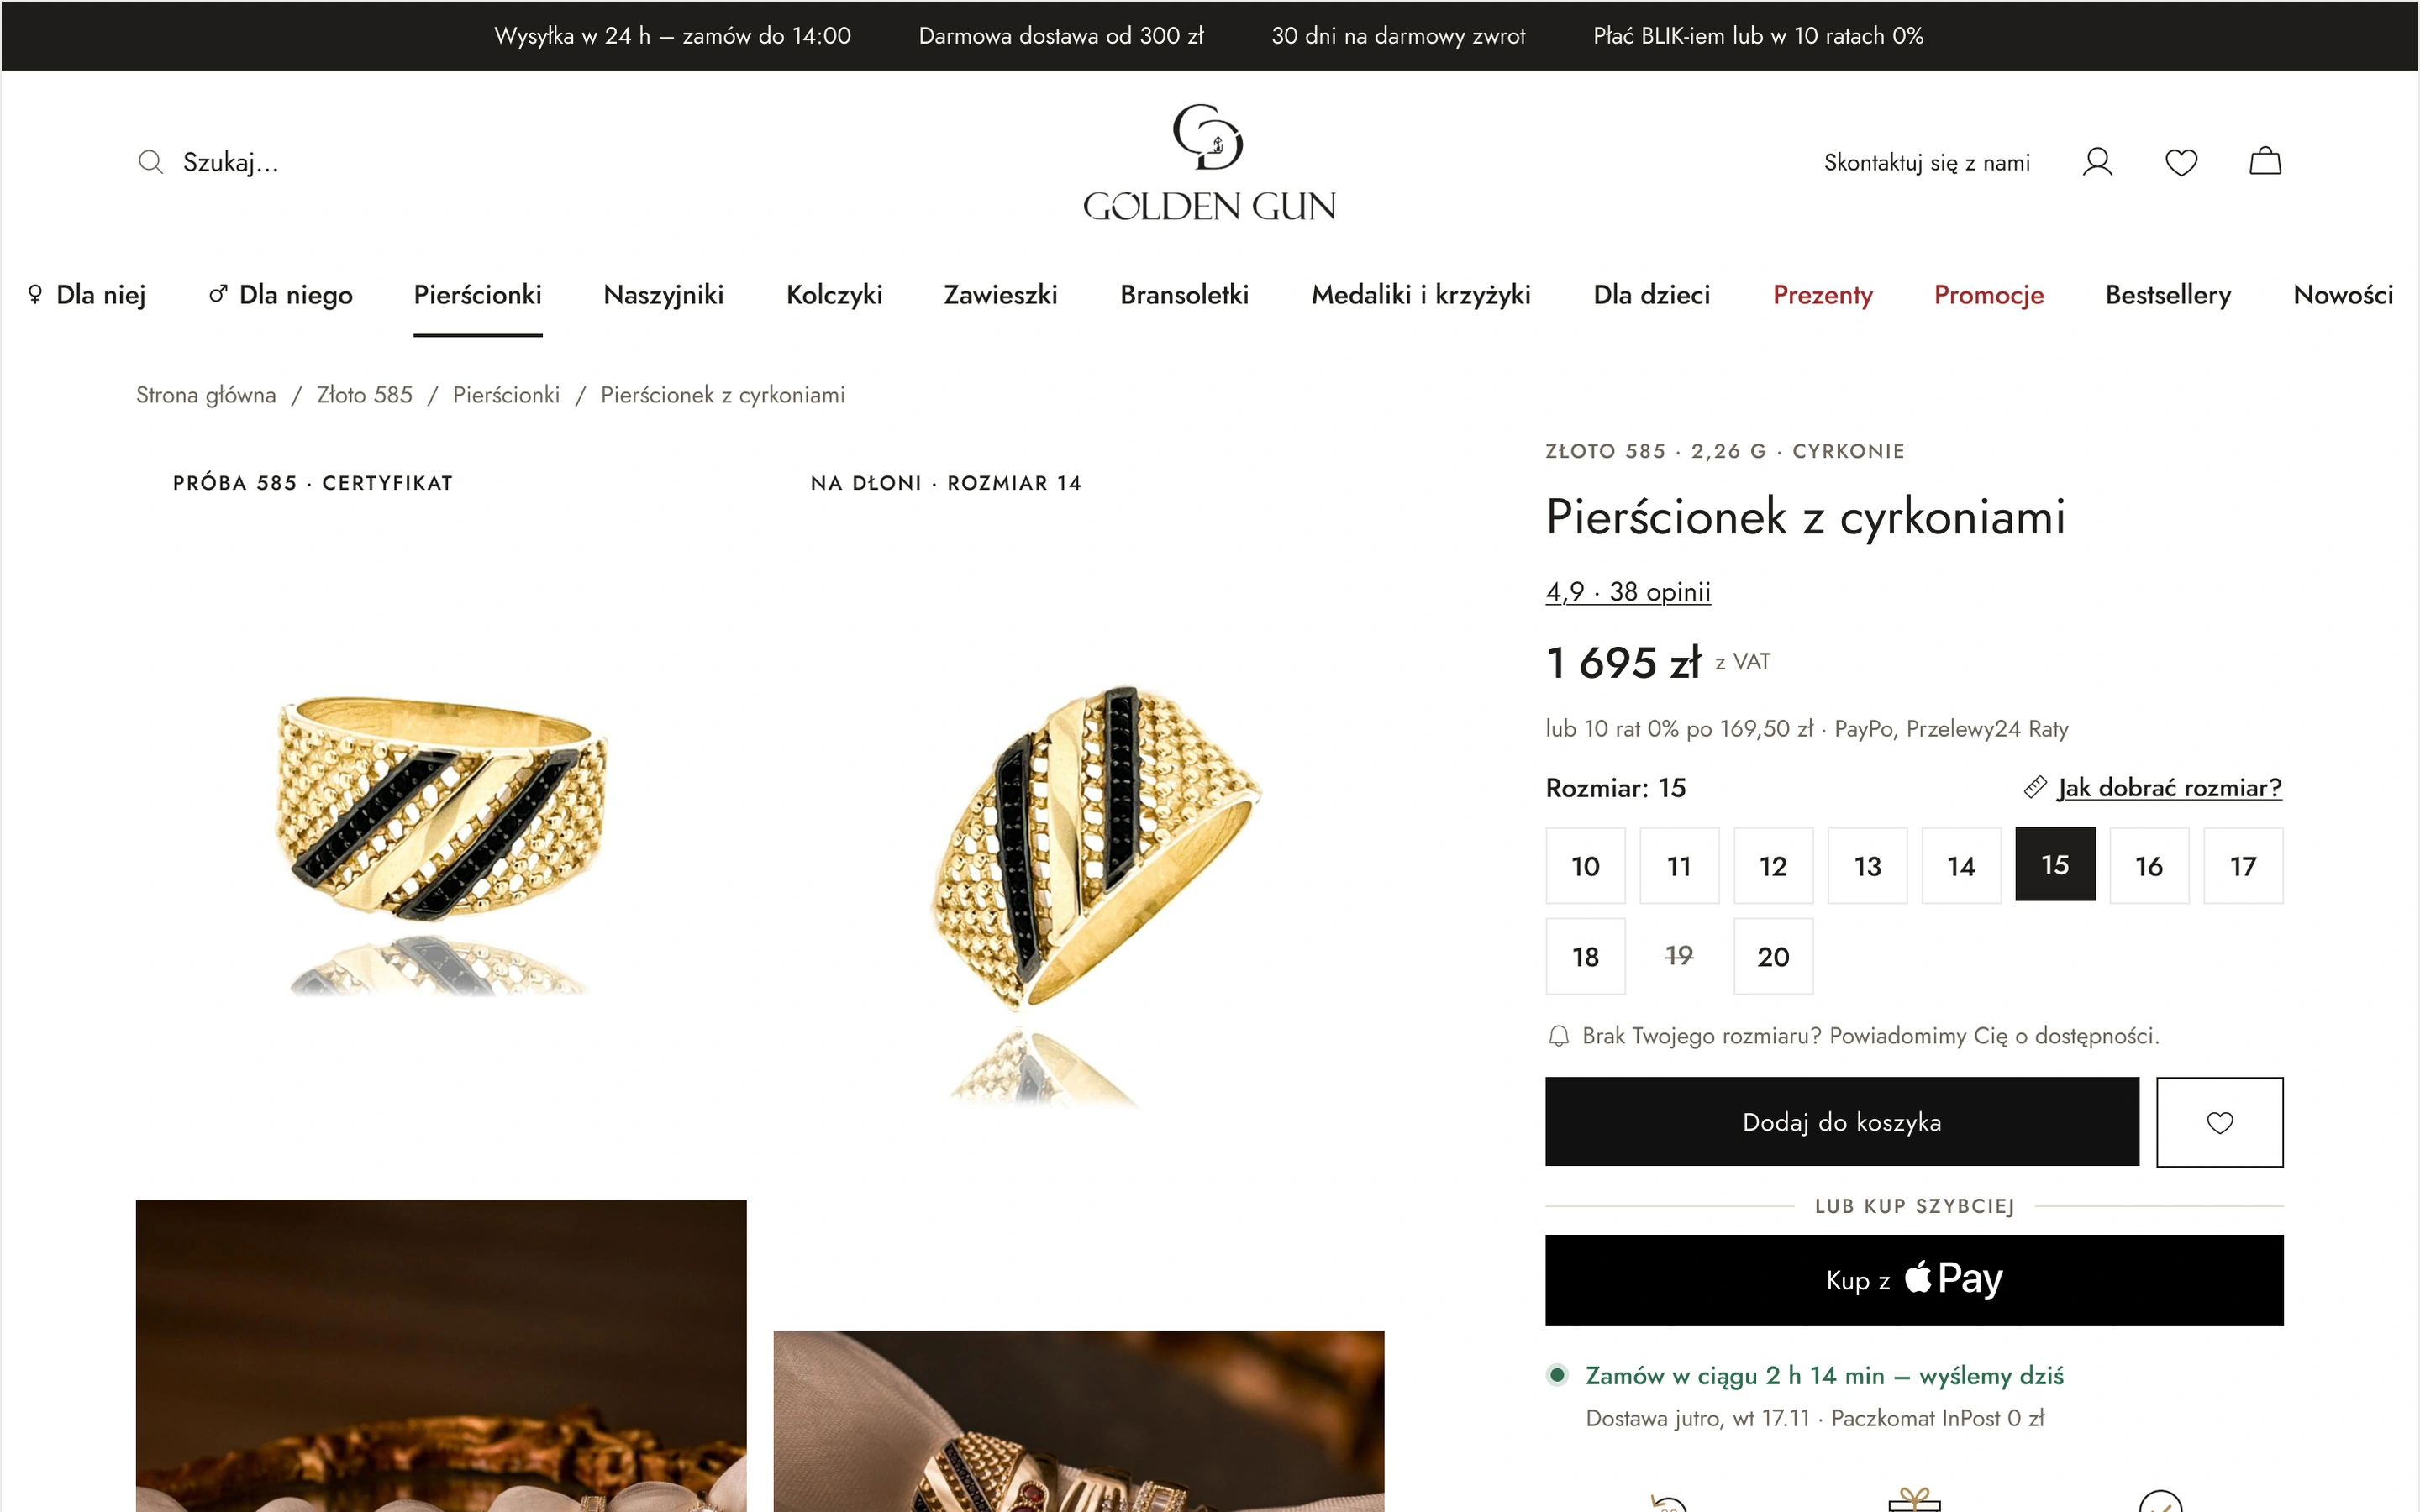 Wysyłka w 24 h – zamów do 14:00 Darmowa dostawa od 300 zł 30 dni na darmowy zwrot Płać BLIK-iem lub w 10 ratach 0%
Szukaj...
GOLDEN GUN
Skontaktuj się z nami
Dla niej Dla niego Pierścionki Naszyjniki Kolczyki Zawieszki Bransoletki Medaliki i krzyżyki Dla dzieci Prezenty Promocje Bestsellery Nowości
Strona główna / Złoto 585 / Pierścionki / Pierścionek z cyrkoniami
PRÓBA 585 · CERTYFIKAT
NA DŁONI · ROZMIAR 14
ZŁOTO 585 · 2,26 G · CYRKONIE
Pierścionek z cyrkoniami
4,9 · 38 opinii
1 695 zł z VAT
lub 10 rat 0% po 169,50 zł · PayPo, Przelewy24 Raty
Rozmiar: 15 Jak dobrać rozmiar?
10 11 12 13 14 15 16 17
18 19 20
Brak Twojego rozmiaru? Powiadomimy Cię o dostępności.
Dodaj do koszyka
LUB KUP SZYBCIEJ
Kup z Pay
Zamów w ciągu 2 h 14 min – wyślemy dziś
Dostawa jutro, wt 17.11 · Paczkomat InPost 0 zł